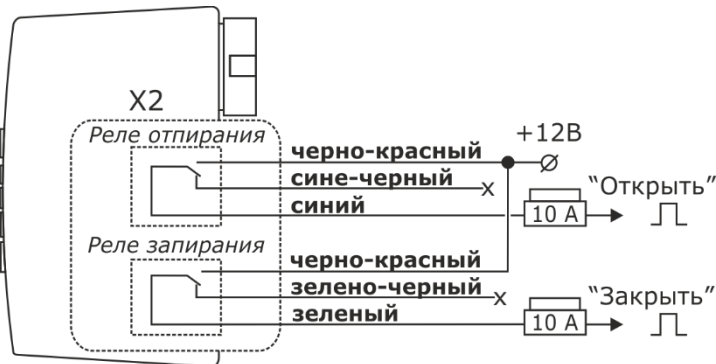 X2
Реле отпирания
черно-красный
+12В
сине-черный
х
"Открыть"
синий
10 А
Реле запирания
черно-красный
зелено-черный
х
"Закрыть"
зеленый
10 А